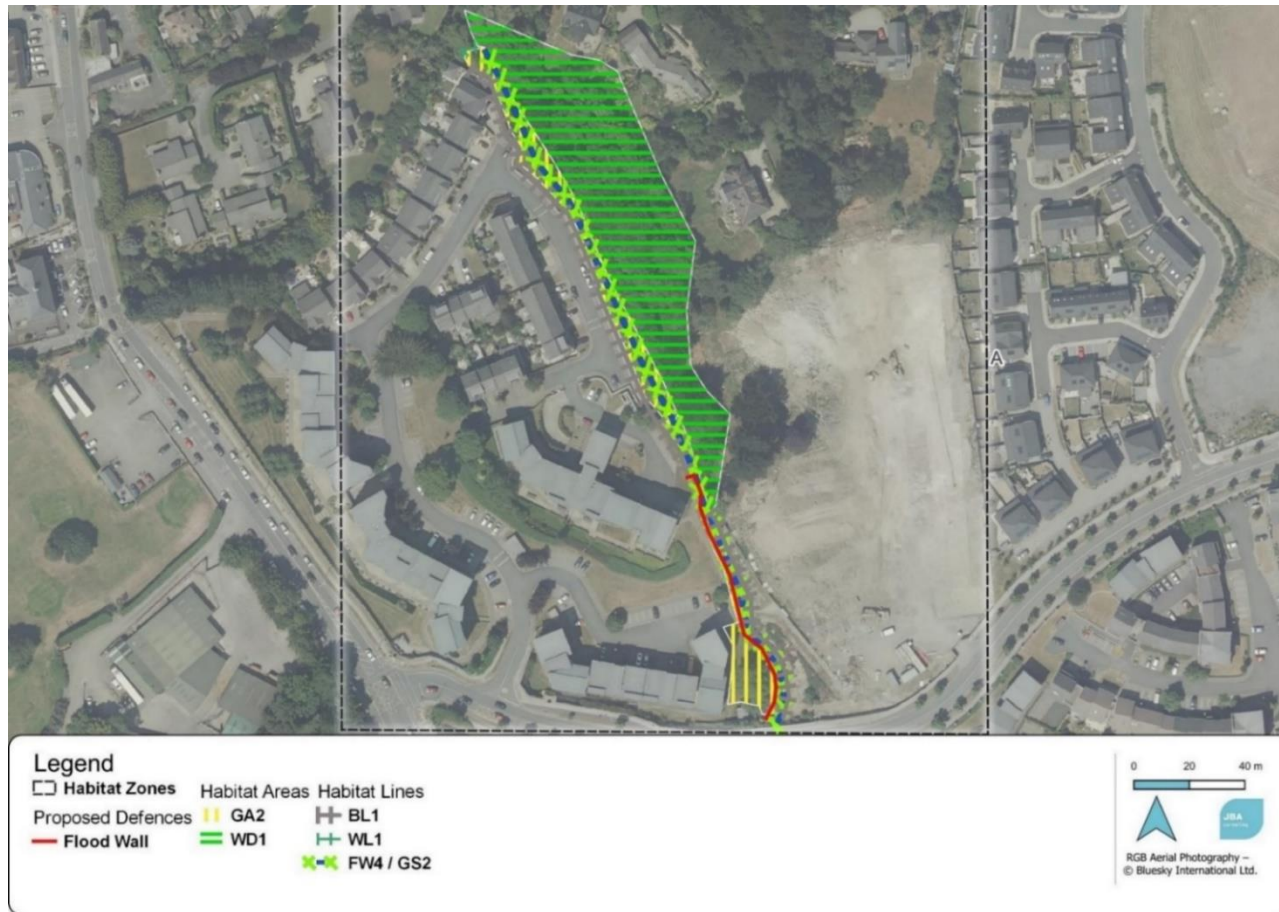 A
Legend
Habitat Zones
Proposed Defences
Flood Wall
Habitat Areas
GA2
WD1
Habitat Lines
BL1
WL1
FW4 / GS2
0 20 40 m
JBA
RGB Aerial Photography –
© Bluesky International Ltd.